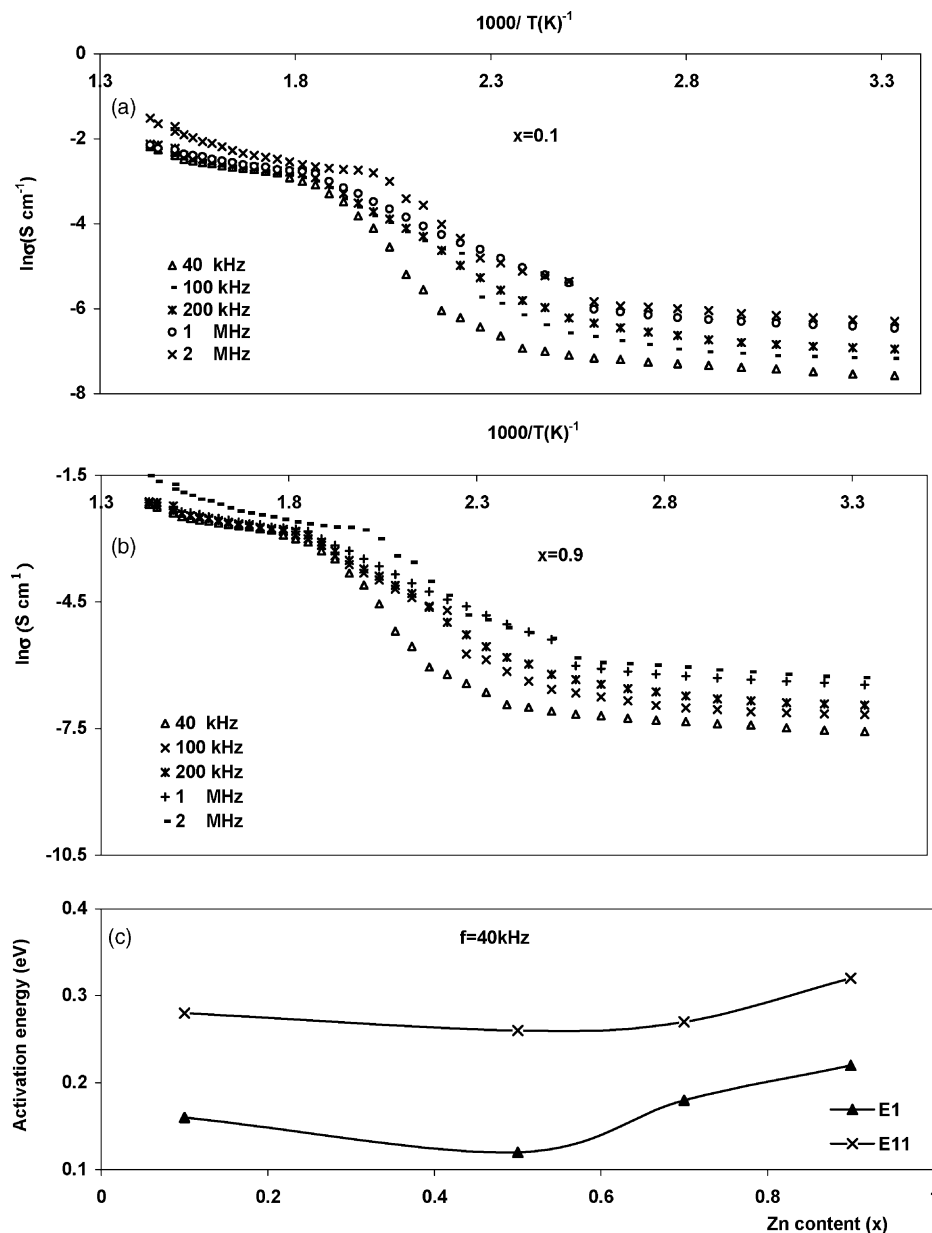 1000/ T(K)-1
0
1.3 1.8 2.3 2.8 3.3
(a)
x=0.1
-2
-4
-6
-8
lnσ(S cm-1)
40 kHz
100 kHz
200 kHz
1 MHz
2 MHz
1000/T(K)-1
-1.5
1.3 1.8 2.3 2.8 3.3
(b)
x=0.9
-4.5
-7.5
-10.5
lnσ (S cm-1)
40 kHz
100 kHz
200 kHz
1 MHz
2 MHz
0.4
(c)
f=40kHz
0.3
0.2
0.1
Activation energy (eV)
E1
E11
0 0.2 0.4 0.6 0.8 1
Zn content (x)